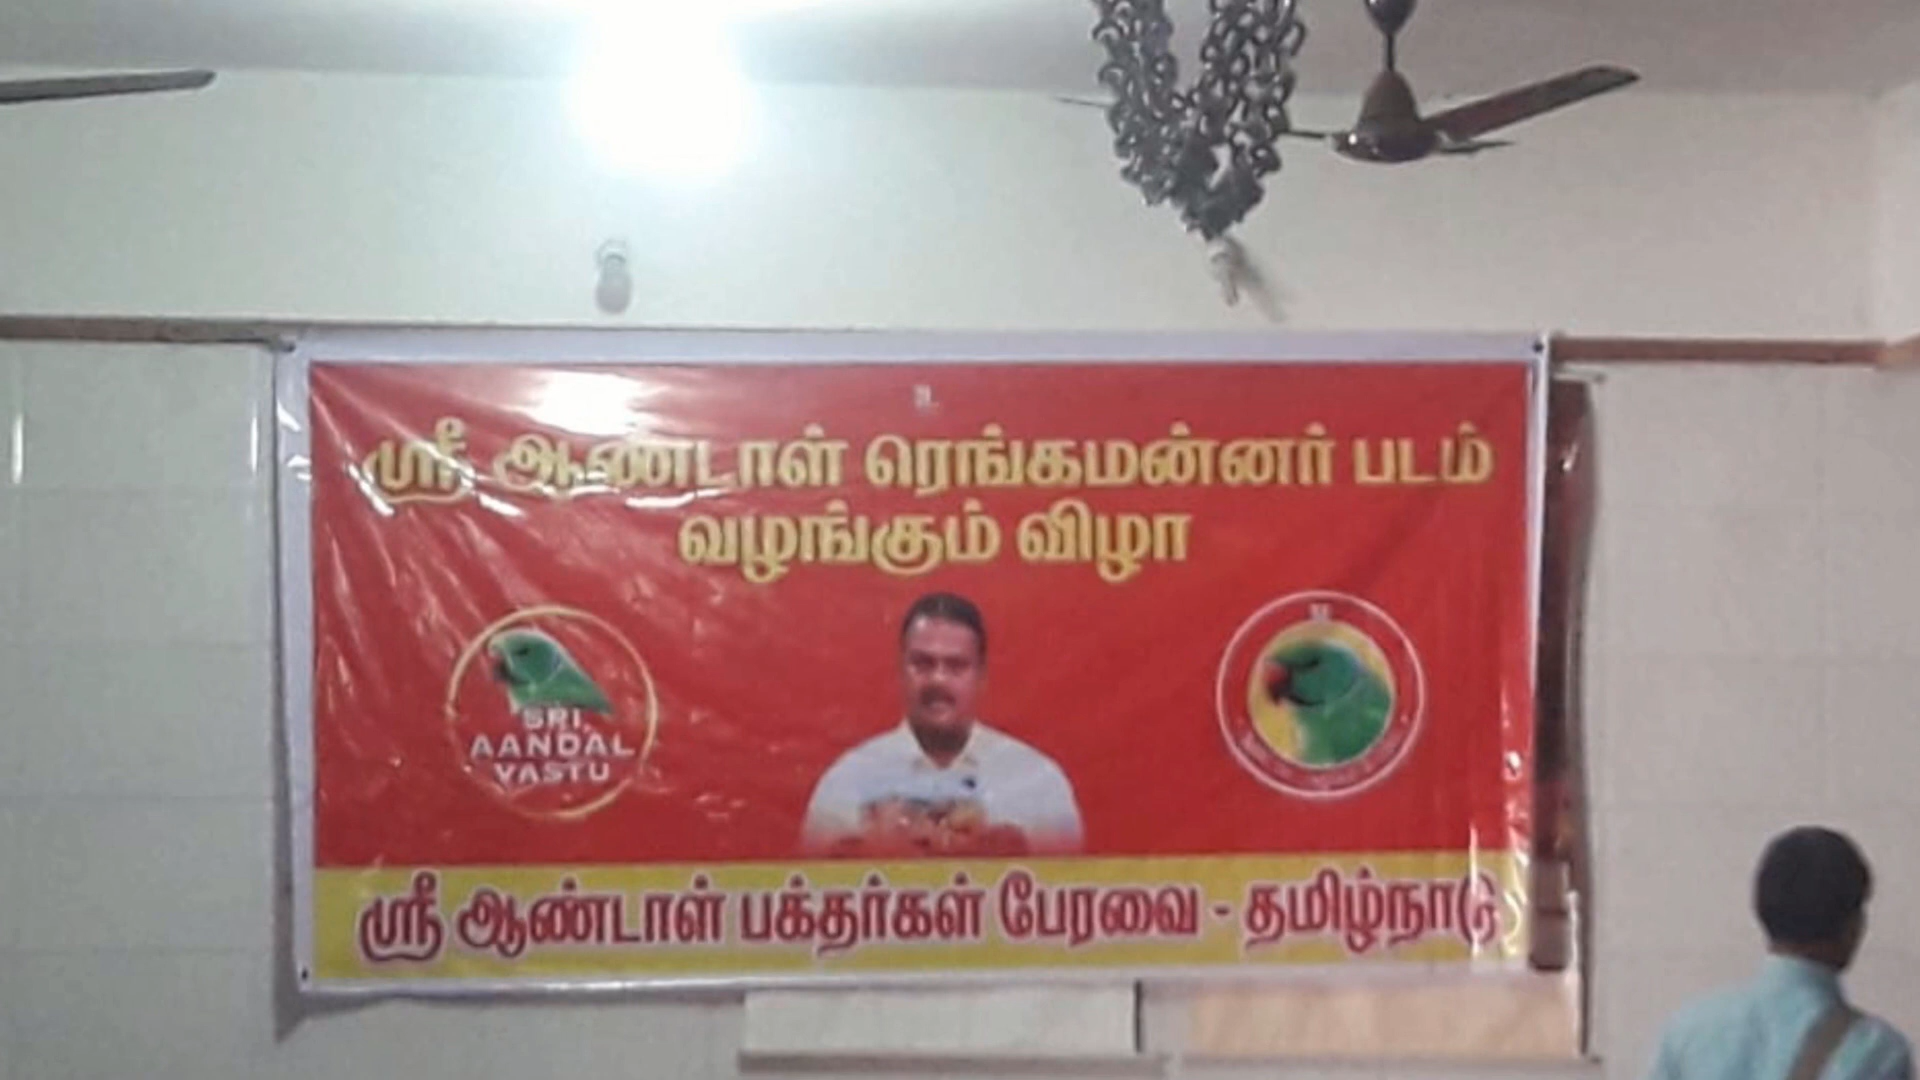 ஸ்ரீ ஆண்டாள் ரெங்கமன்னர் படம்
வழங்கும் விழா
SRI
AANDAL
VASTU
ஸ்ரீ ஆண்டாள் பக்தர்கள் பேரவை - தமிழ்நாடு